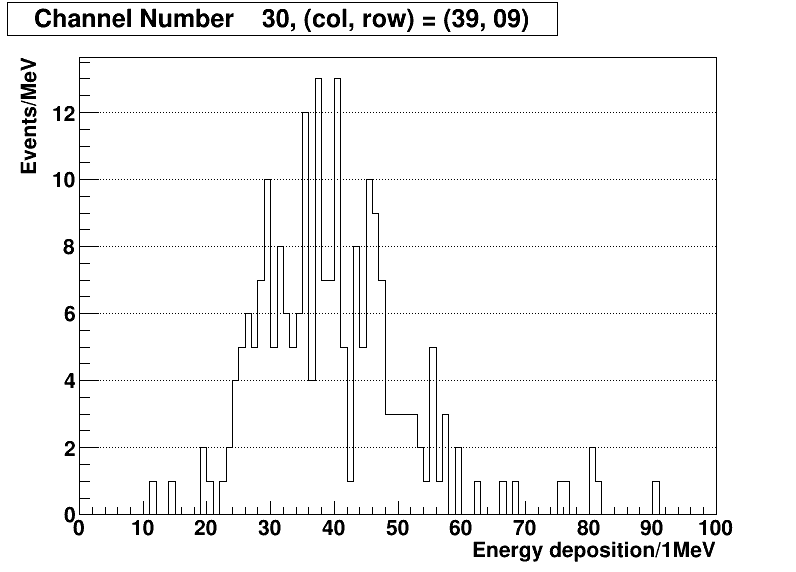 Channel Number 30, (col, row) = (39, 09)
Events/MeV
12
10
8
6
4
2
0
0 10 20 30 40 50 60 70 80 90 100
Energy deposition/1MeV